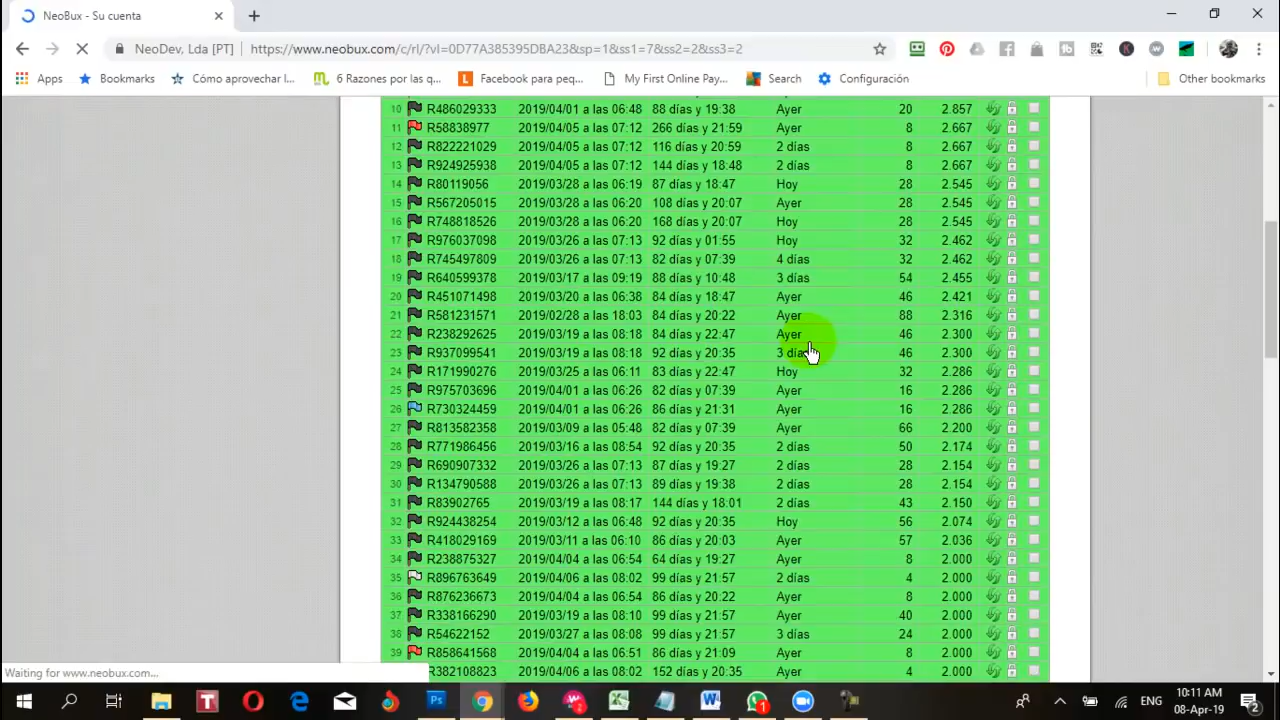 NeoBux - Su cuenta
NeoDev, Lda [PT] https://www.neobux.com/c/rl/?vl=0D77A385395DBA23&sp=1&ss1=7&ss2=2&ss3=2
Apps Bookmarks Cómo aprovechar l... 6 Razones por las q... Facebook para peq... My First Online Pay... Search Configuración Other bookmarks
10 R486029333 2019/04/01 a las 06:48 88 días y 19:38 Ayer 20 2.857
11 R58838977 2019/04/05 a las 07:12 266 días y 21:59 Ayer 8 2.667
12 R822221029 2019/04/05 a las 07:12 116 días y 20:59 2 días 8 2.667
13 R924925938 2019/04/05 a las 07:12 144 días y 18:48 2 días 8 2.667
14 R80119056 2019/03/28 a las 06:19 87 días y 18:47 Hoy 28 2.545
15 R567205015 2019/03/28 a las 06:20 108 días y 20:07 Ayer 28 2.545
16 R748818526 2019/03/28 a las 06:20 168 días y 20:07 Hoy 28 2.545
17 R976037098 2019/03/26 a las 07:13 92 días y 01:55 Hoy 32 2.462
18 R745497809 2019/03/26 a las 07:13 82 días y 07:39 4 días 32 2.462
19 R640599378 2019/03/17 a las 09:19 88 días y 10:48 3 días 54 2.455
20 R451071498 2019/03/20 a las 06:38 84 días y 18:47 Ayer 46 2.421
21 R581231571 2019/02/28 a las 18:03 84 días y 20:22 Ayer 88 2.316
22 R238292625 2019/03/19 a las 08:18 84 días y 22:47 Ayer 46 2.300
23 R937099541 2019/03/19 a las 08:18 92 días y 20:35 3 días 46 2.300
24 R171990276 2019/03/25 a las 06:11 83 días y 22:47 Hoy 32 2.286
25 R975703696 2019/04/01 a las 06:26 82 días y 07:39 Ayer 16 2.286
26 R730324459 2019/04/01 a las 06:26 86 días y 21:31 Ayer 16 2.286
27 R813582358 2019/03/09 a las 05:48 82 días y 07:39 Ayer 66 2.200
28 R771986456 2019/03/16 a las 08:54 92 días y 20:35 2 días 50 2.174
29 R690907332 2019/03/26 a las 07:13 87 días y 19:27 2 días 28 2.154
30 R134790588 2019/03/26 a las 07:13 89 días y 19:38 2 días 28 2.154
31 R83902765 2019/03/19 a las 08:17 144 días y 18:01 2 días 43 2.150
32 R924438254 2019/03/12 a las 06:48 92 días y 20:35 Hoy 56 2.074
33 R418029169 2019/03/11 a las 06:10 86 días y 20:03 Ayer 57 2.036
34 R238875327 2019/04/04 a las 06:54 64 días y 19:27 Ayer 8 2.000
35 R896763649 2019/04/06 a las 08:02 99 días y 21:57 2 días 4 2.000
36 R876236673 2019/04/04 a las 06:54 86 días y 20:22 Ayer 8 2.000
37 R338166290 2019/03/19 a las 08:10 99 días y 21:57 Ayer 40 2.000
38 R54622152 2019/03/27 a las 08:08 99 días y 21:57 3 días 24 2.000
39 R858641568 2019/04/04 a las 06:51 86 días y 21:09 Ayer 8 2.000
R382108823 2019/04/06 a las 08:02 152 días y 20:35 Ayer 4 2.000
Waiting for www.neobux.com...
ENG 10:11 AM
08-Apr-19 2